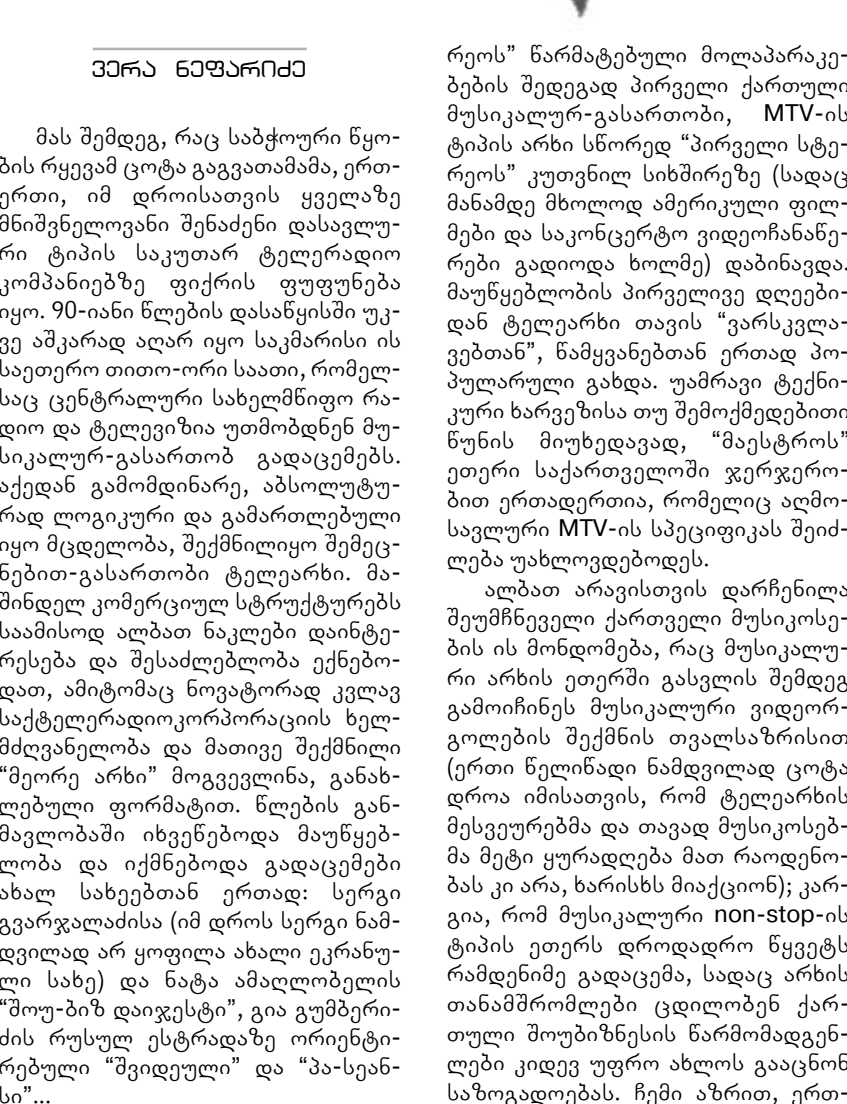 ვერა ნეფარიძე
მას შემდეგ, რაც საბჭოური წყო-
ბის რყევამ ცოტა გაგვათამამა, ერთ-
ერთი, იმ დროისათვის ყველაზე
მნიშვნელოვანი შენაძენი დასავლუ-
რი ტიპის საკუთარ ტელერადიო
კომპანიებზე ფიქრის ფუფუნება
იყო. 90-იანი წლების დასაწყისში უკ-
ვე აშკარად აღარ იყო საკმარისი ის
საეთერო თითო-ორი საათი, რომელ-
საც ცენტრალური სახელმწიფო რა-
დიო და ტელევიზია უთმობდნენ მუ-
სიკალურ-გასართობ გადაცემებს.
აქედან გამომდინარე, აბსოლუტუ-
რად ლოგიკური და გამართლებული
იყო მცდელობა, შექმნილიყო შემეც-
ნებით-გასართობი ტელეარხი. მა-
შინდელ კომერციულ სტრუქტურებს
საამისოდ ალბათ ნაკლები დაინტე-
რესება და შესაძლებლობა ექნებო-
დათ, ამიტომაც ნოვატორად კვლავ
საქტელერადიოკორპორაციის ხელ-
მძღვანელობა და მათივე შექმნილი
“მეორე არხი” მოგვევლინა, განახ-
ლებული ფორმატით. წლების გან-
მავლობაში იხვეწებოდა მაუწყებ-
ლობა და იქმნებოდა გადაცემები
ახალ სახეებთან ერთად: სერგი
გვარჯალაძისა (იმ დროს სერგი ნამ-
დვილად არ ყოფილა ახალი ეკრანუ-
ლი სახე) და ნატა ამაღლობელის
“შოუ-ბიზ დაიჯესტი”, გია გუმბერი-
ძის რუსულ ესტრადაზე ორიენტი-
რებული “შვიდეული” და “პა-სეან-
სი”...
რეოს” წარმატებული მოლაპარაკე-
ბების შედეგად პირველი ქართული
მუსიკალურ-გასართობი, MTV-ის
ტიპის არხი სწორედ “პირველი სტე-
რეოს” კუთვნილ სიხშირეზე (სადაც
მანამდე მხოლოდ ამერიკული ფილ-
მები და საკონცერტო ვიდეოჩანაწე-
რები გადიოდა ხოლმე) დაბინავდა.
მაუწყებლობის პირველივე დღეები-
დან ტელეარხი თავის “ვარსკვლა-
ვებთან”, წამყვანებთან ერთად პო-
პულარული გახდა. უამრავი ტექნი-
კური ხარვეზისა თუ შემოქმედებითი
წუნის მიუხედავად, “მაესტროს”
ეთერი საქართველოში ჯერჯერო-
ბით ერთადერთია, რომელიც აღმო-
სავლური MTV-ის სპეციფიკას შეიძ-
ლება უახლოვდებოდეს.
ალბათ არავისთვის დარჩენილა
შეუმჩნეველი ქართველი მუსიკოსე-
ბის ის მონდომება, რაც მუსიკალუ-
რი არხის ეთერში გასვლის შემდეგ
გამოიჩინეს მუსიკალური ვიდეორ-
გოლების შექმნის თვალსაზრისით
(ერთი წელიწადი ნამდვილად ცოტა
დროა იმისათვის, რომ ტელეარხის
მესვეურებმა და თავად მუსიკოსებ-
მა მეტი ყურადღება მათ რაოდენო-
ბას კი არა, ხარისხს მიაქციონ); კარ-
გია, რომ მუსიკალური non-stop-ის
ტიპის ეთერს დროდადრო წყვეტს
რამდენიმე გადაცემა, სადაც არხის
თანამშრომლები ცდილობენ ქარ-
თული შოუბიზნესის წარმომადგენ-
ლები კიდევ უფრო ახლოს გააცნონ
საზოგადოებას. ჩემი აზრით, ერთ-